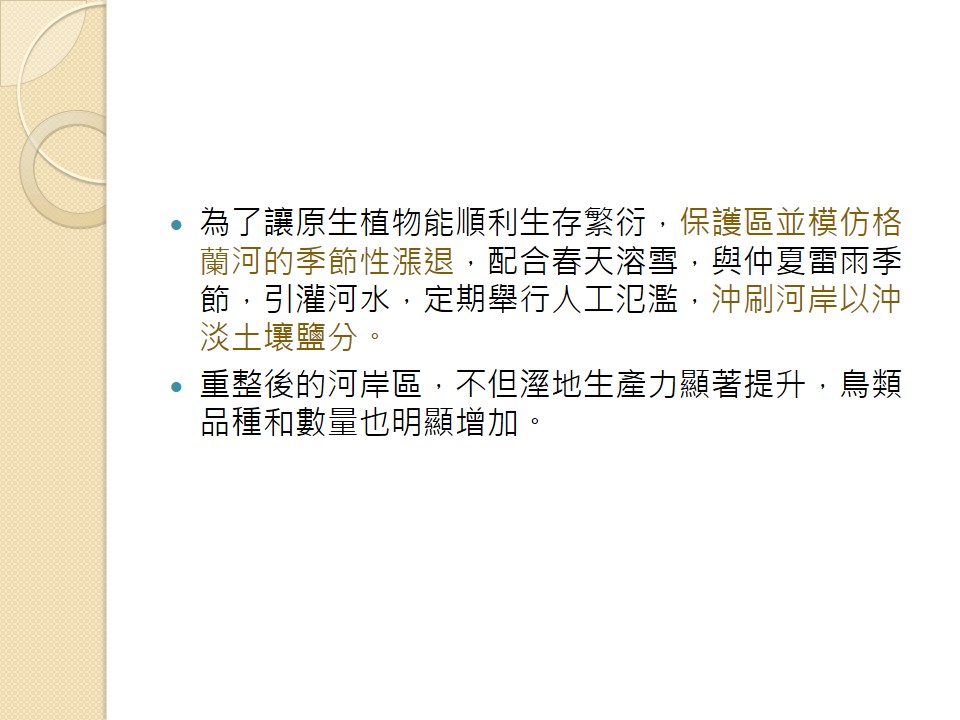 為了讓原生植物能順利生存繁衍，保護區並模仿格
蘭河的季節性漲退，配合春天溶雪，與仲夏雷雨季
節，引灌河水，定期舉行人工氾濫，沖刷河岸以沖
淡土壤鹽分。
重整後的河岸區，不但溼地生產力顯著提升，鳥類
品種和數量也明顯增加。